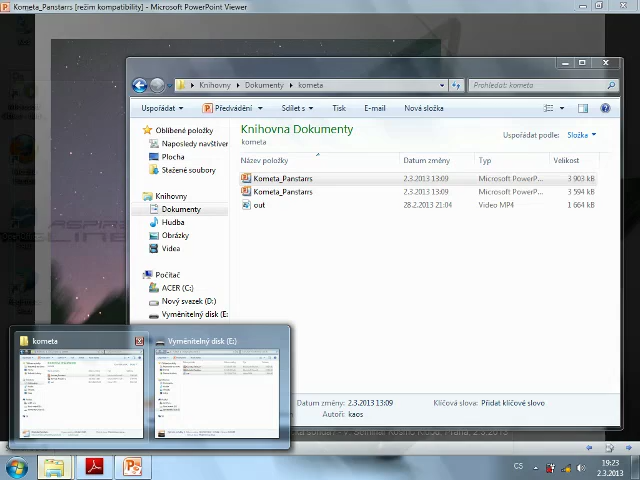 Kometa_Panstarrs [režim kompatibility] - Microsoft PowerPoint Viewer
Knihovny
Dokumenty
kometa
Prohledat: kometa
Uspořádat
Předvádění
Sdílet s
Tisk
E-mail
Nová složka
Oblíbené položky
Naposledy navštíver
Plocha
Stažené soubory
Knihovny
Dokumenty
Hudba
Obrázky
Videa
Počítač
ACER (C:)
Nový svazek (D:)
Vyměnitelný disk (E:
Knihovna Dokumenty
kometa
Uspořádat podle: Složka
Název položky Datum změny Typ Velikost
Kometa_Panstarrs 2.3.2013 13:09 Microsoft PowerP... 3 903 kB
Kometa_Panstarrs 2.3.2013 13:09 Microsoft PowerP... 3 594 kB
out 28.2.2013 21:04 Video MP4 1 664 kB
kometa
Vyměnitelný disk (E:)
Datum změny: 2.3.2013 13:09
Klíčová slova: Přidat klíčové slovo
Autoři: kaos
CS
19:23
2.3.2013